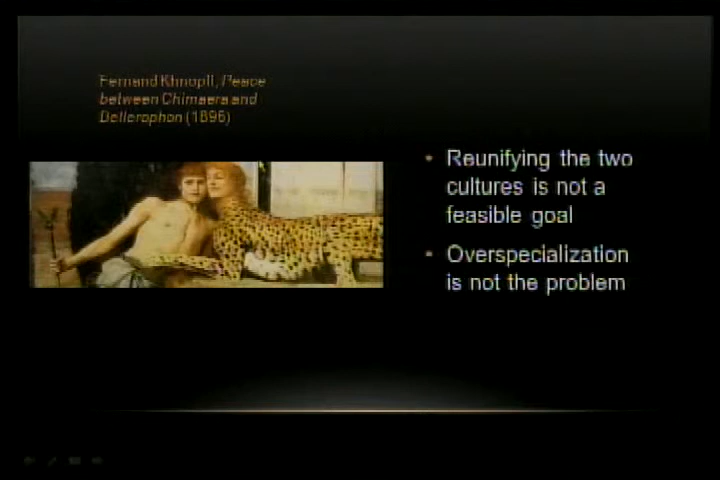 Fernand Khnopff, Peace
between Chimaera and
Bellerophon (1896)
• Reunifying the two
cultures is not a
feasible goal
• Overspecialization
is not the problem